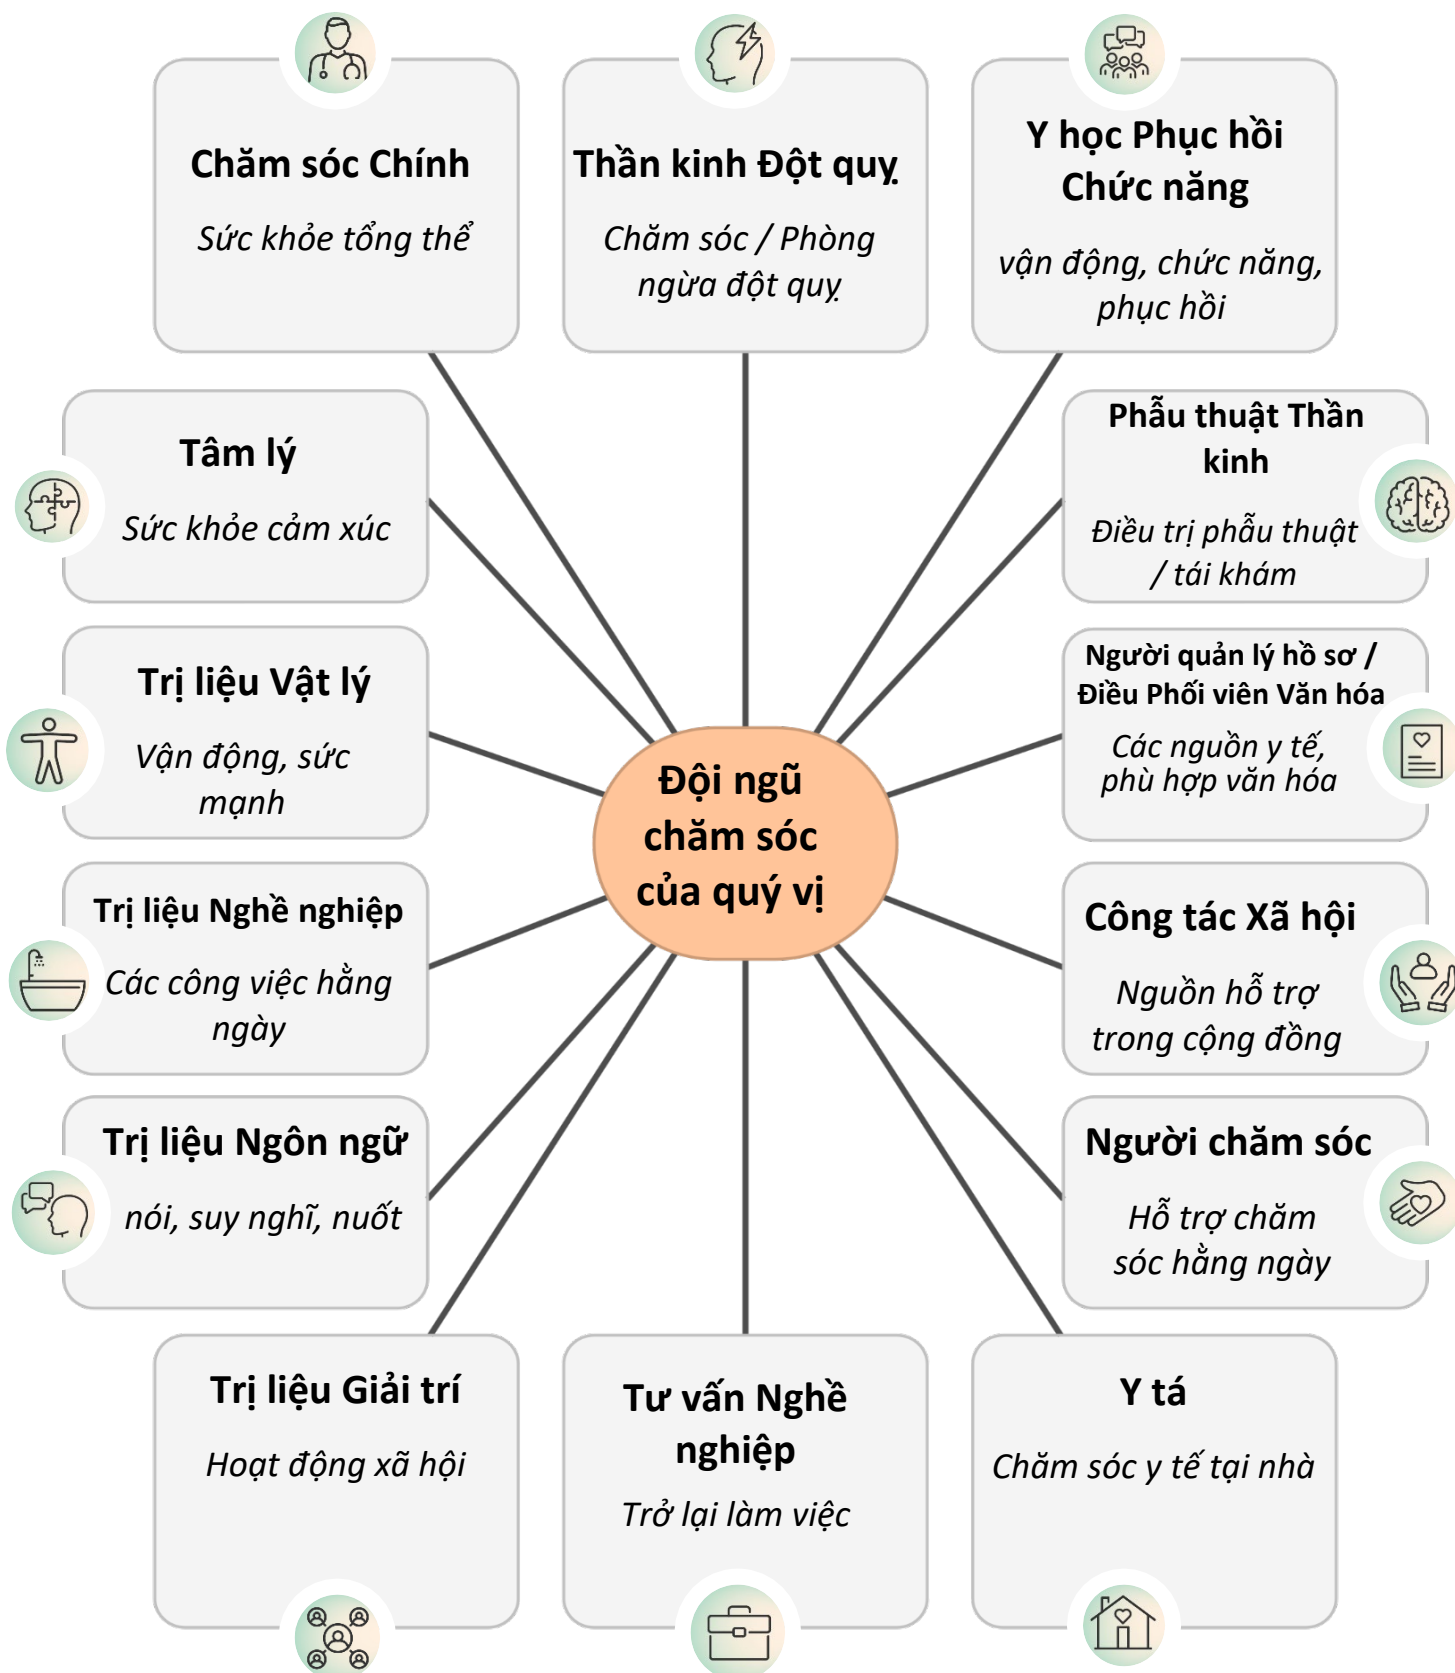 Chăm sóc Chính
Sức khỏe tổng thể
Thần kinh Đột quỵ
Chăm sóc / Phòng
ngừa đột quỵ
Y học Phục hồi
Chức năng
vận động, chức năng,
phục hồi
Tâm lý
Sức khỏe cảm xúc
Phẫu thuật Thần
kinh
Điều trị phẫu thuật
/ tái khám
Trị liệu Vật lý
Vận động, sức
mạnh
Người quản lý hồ sơ /
Điều Phối viên Văn hóa
Các nguồn y tế,
phù hợp văn hóa
Đội ngũ
chăm sóc
của quý vị
Trị liệu Nghề nghiệp
Các công việc hằng
ngày
Công tác Xã hội
Nguồn hỗ trợ
trong cộng đồng
Trị liệu Ngôn ngữ
nói, suy nghĩ, nuốt
Người chăm sóc
Hỗ trợ chăm
sóc hằng ngày
Trị liệu Giải trí
Hoạt động xã hội
Tư vấn Nghề
nghiệp
Trở lại làm việc
Y tá
Chăm sóc y tế tại nhà